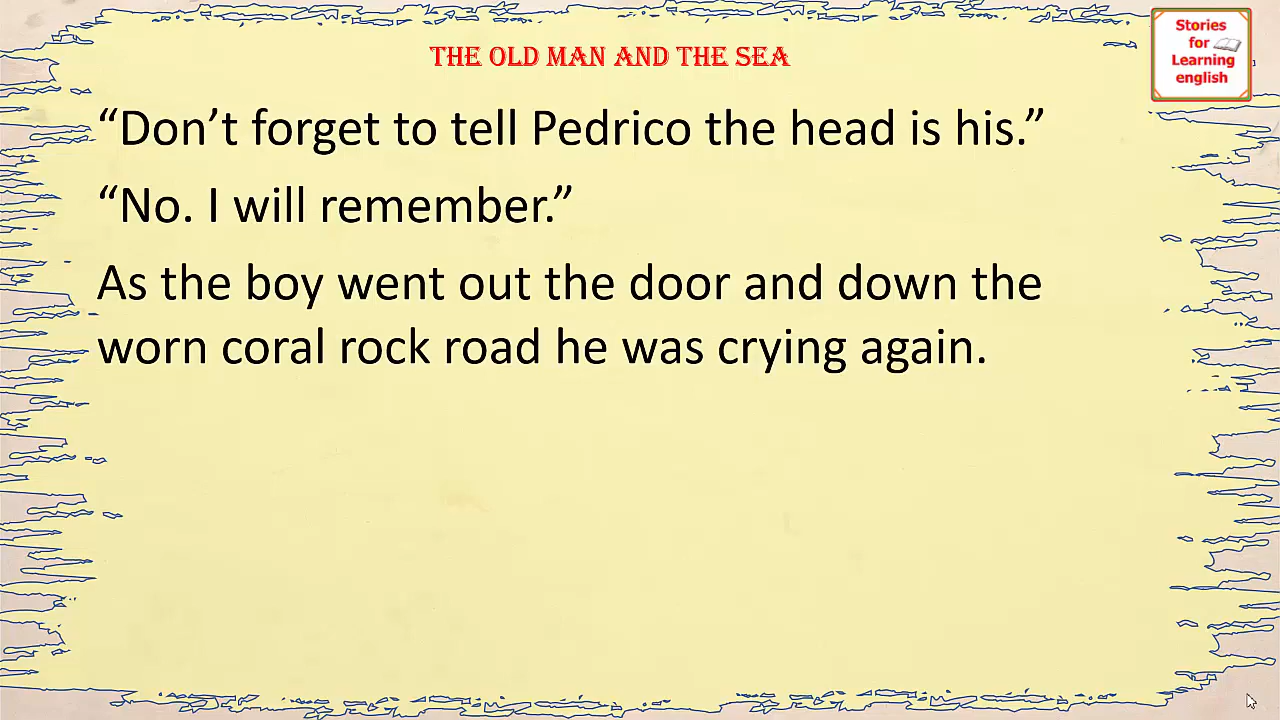 THE OLD MAN AND THE SEA
Stories
for
Learning
english
“Don’t forget to tell Pedrico the head is his.”
“No. I will remember.”
As the boy went out the door and down the
worn coral rock road he was crying again.